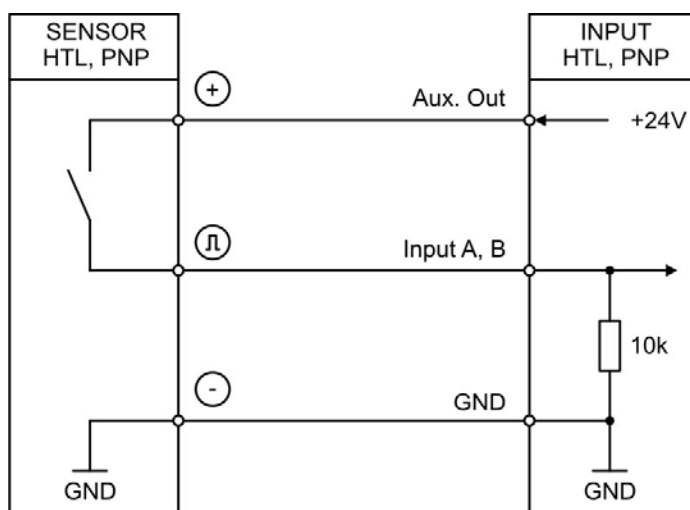 SENSOR
HTL, PNP
INPUT
HTL, PNP
+
Aux. Out
+24V
Input A, B
10k
-
GND
GND
GND